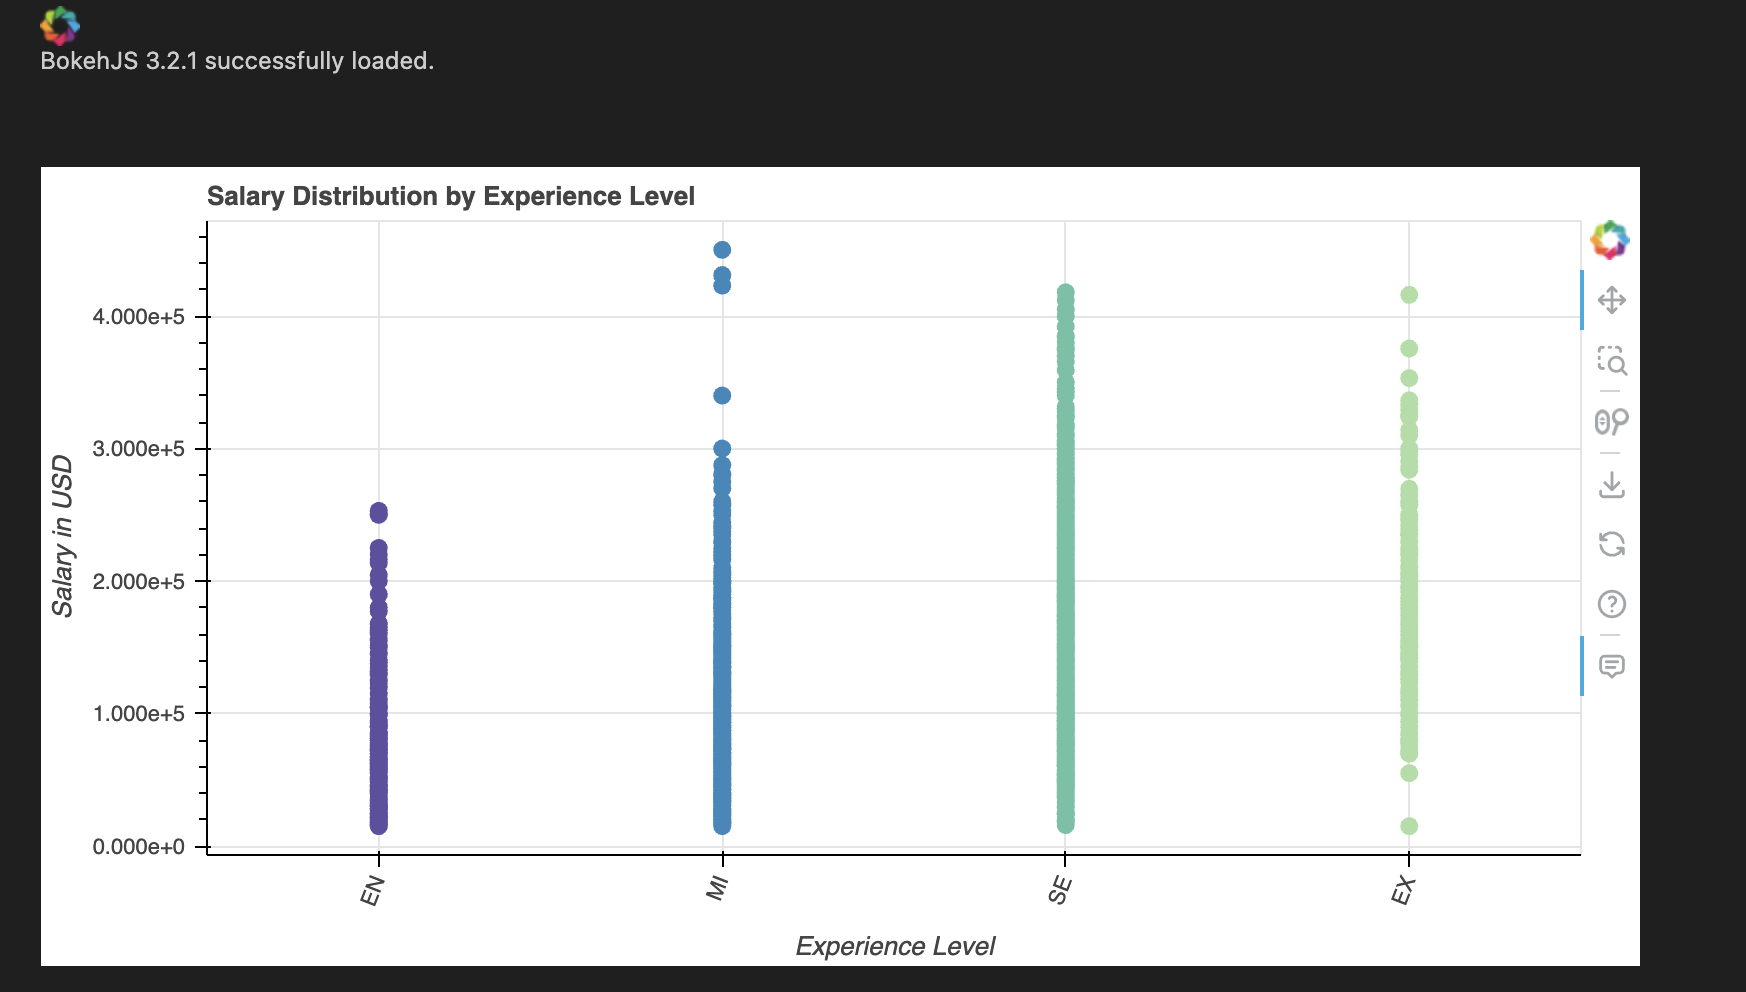 BokehJS 3.2.1 successfully loaded.
Salary Distribution by Experience Level
Salary in USD
4.000e+5
3.000e+5
2.000e+5
1.000e+5
0.000e+0
EN
MI
SE
EX
Experience Level